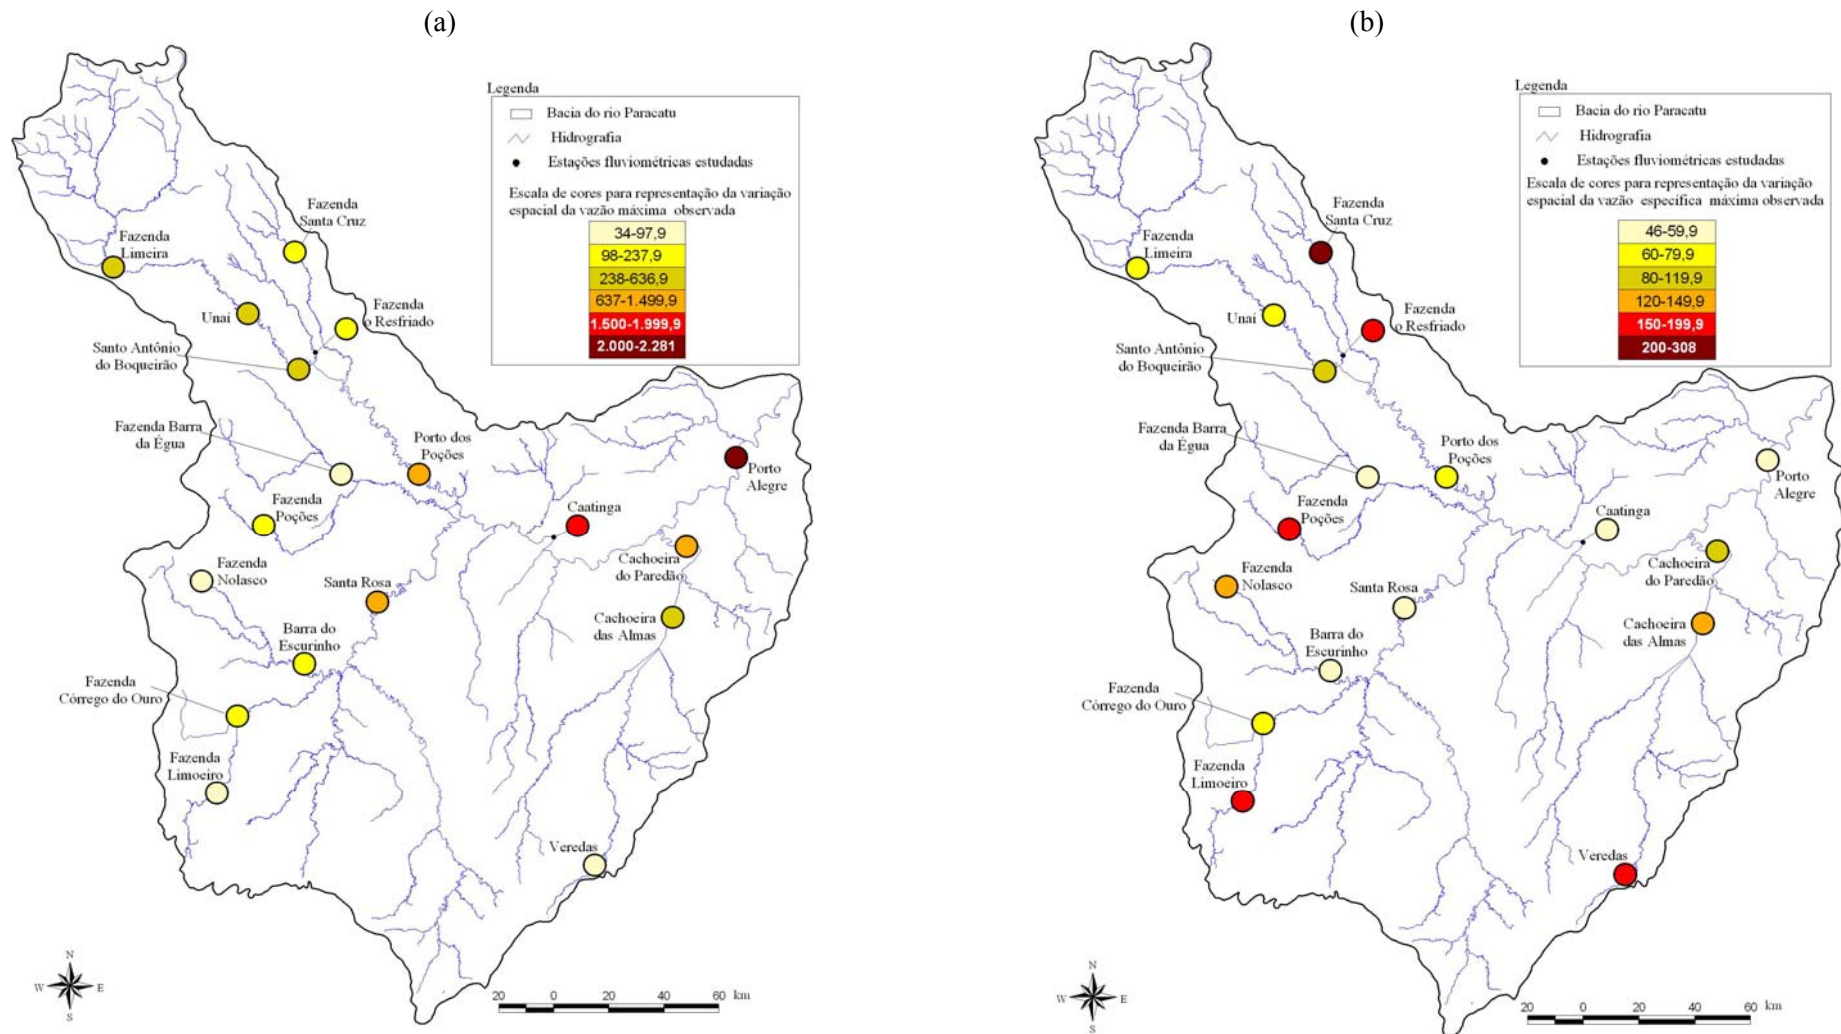 (a)
Legenda
Bacia do rio Paracatu
Hidrografia
Estações fluviométricas estudadas
Escala de cores para representação da variação
espacial da vazão máxima observada
34-97,9
98-237,9
238-636,9
637-1.499,9
1.500-1.999,9
2.000-2.281
Fazenda
Santa Cruz
Fazenda
Limeira
Unaí
Fazenda
o Resfriado
Santo Antônio
do Boqueirão
Fazenda Barra
da Égua
Porto dos
Poções
Porto
Alegre
Fazenda
Poções
Caatinga
Fazenda
Nolasco
Cachoeira
do Paredão
Santa Rosa
Cachoeira
das Almas
Barra do
Escurinho
Fazenda
Córrego do Ouro
Fazenda
Limoeiro
Veredas
N
W
E
S
20
0
20
40
60
km
(b)
Legenda
Bacia do rio Paracatu
Hidrografia
Estações fluviométricas estudadas
Escala de cores para representação da variação
espacial da vazão específica máxima observada
46-59,9
60-79,9
80-119,9
120-149,9
150-199,9
200-308
Fazenda
Santa Cruz
Fazenda
Limeira
Unaí
Fazenda
o Resfriado
Santo Antônio
do Boqueirão
Fazenda Barra
da Égua
Porto dos
Poções
Porto
Alegre
Fazenda
Poções
Caatinga
Fazenda
Nolasco
Cachoeira
do Paredão
Santa Rosa
Cachoeira
das Almas
Barra do
Escurinho
Fazenda
Córrego do Ouro
Fazenda
Limoeiro
Veredas
N
W
E
S
20
0
20
40
60
km